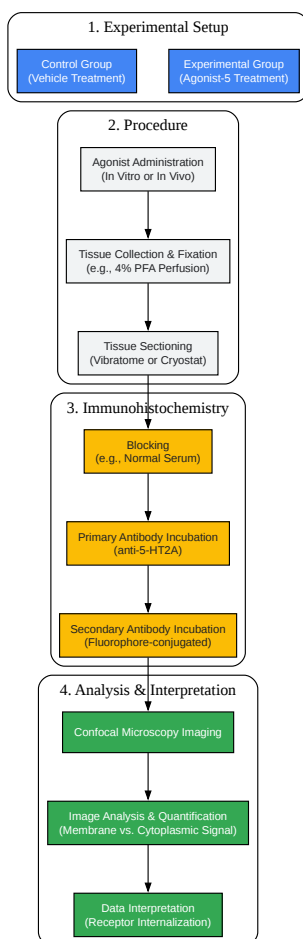 1. Experimental Setup
Control Group
(Vehicle Treatment)
Experimental Group
(Agonist-5 Treatment)
2. Procedure
Agonist Administration
(In Vitro or In Vivo)
Tissue Collection & Fixation
(e.g., 4% PFA Perfusion)
Tissue Sectioning
(Vibratome or Cryostat)
3. Immunohistochemistry
Blocking
(e.g., Normal Serum)
Primary Antibody Incubation
(anti-5-HT2A)
Secondary Antibody Incubation
(Fluorophore-conjugated)
4. Analysis & Interpretation
Confocal Microscopy Imaging
Image Analysis & Quantification
(Membrane vs. Cytoplasmic Signal)
Data Interpretation
(Receptor Internalization)